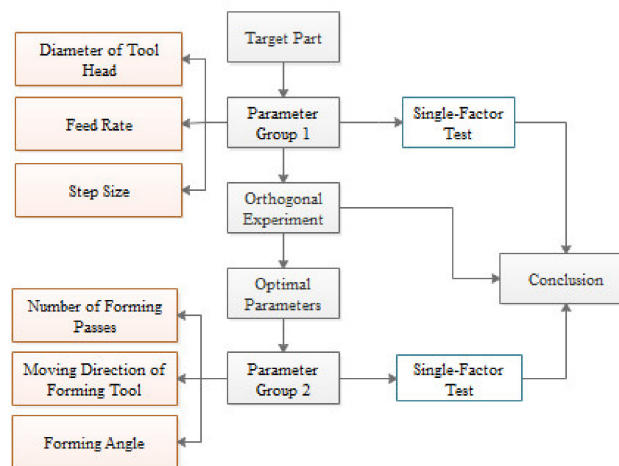 Target Part
Diameter of Tool
Head
Feed Rate
Step Size
Parameter
Group 1
Single-Factor
Test
Orthogonal
Experiment
Optimal
Parameters
Conclusion
Number of Forming
Passes
Moving Direction of
Forming Tool
Forming Angle
Parameter
Group 2
Single-Factor
Test